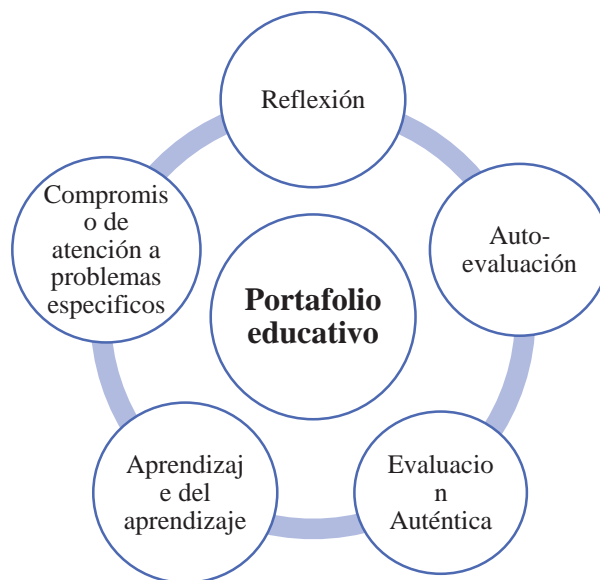 Reflexión
Auto-
evaluación
Evaluacio
n
Auténtica
Aprendizaj
e del
aprendizaje
Compromis
o de
atención a
problemas
especificos
Portafolio
educativo